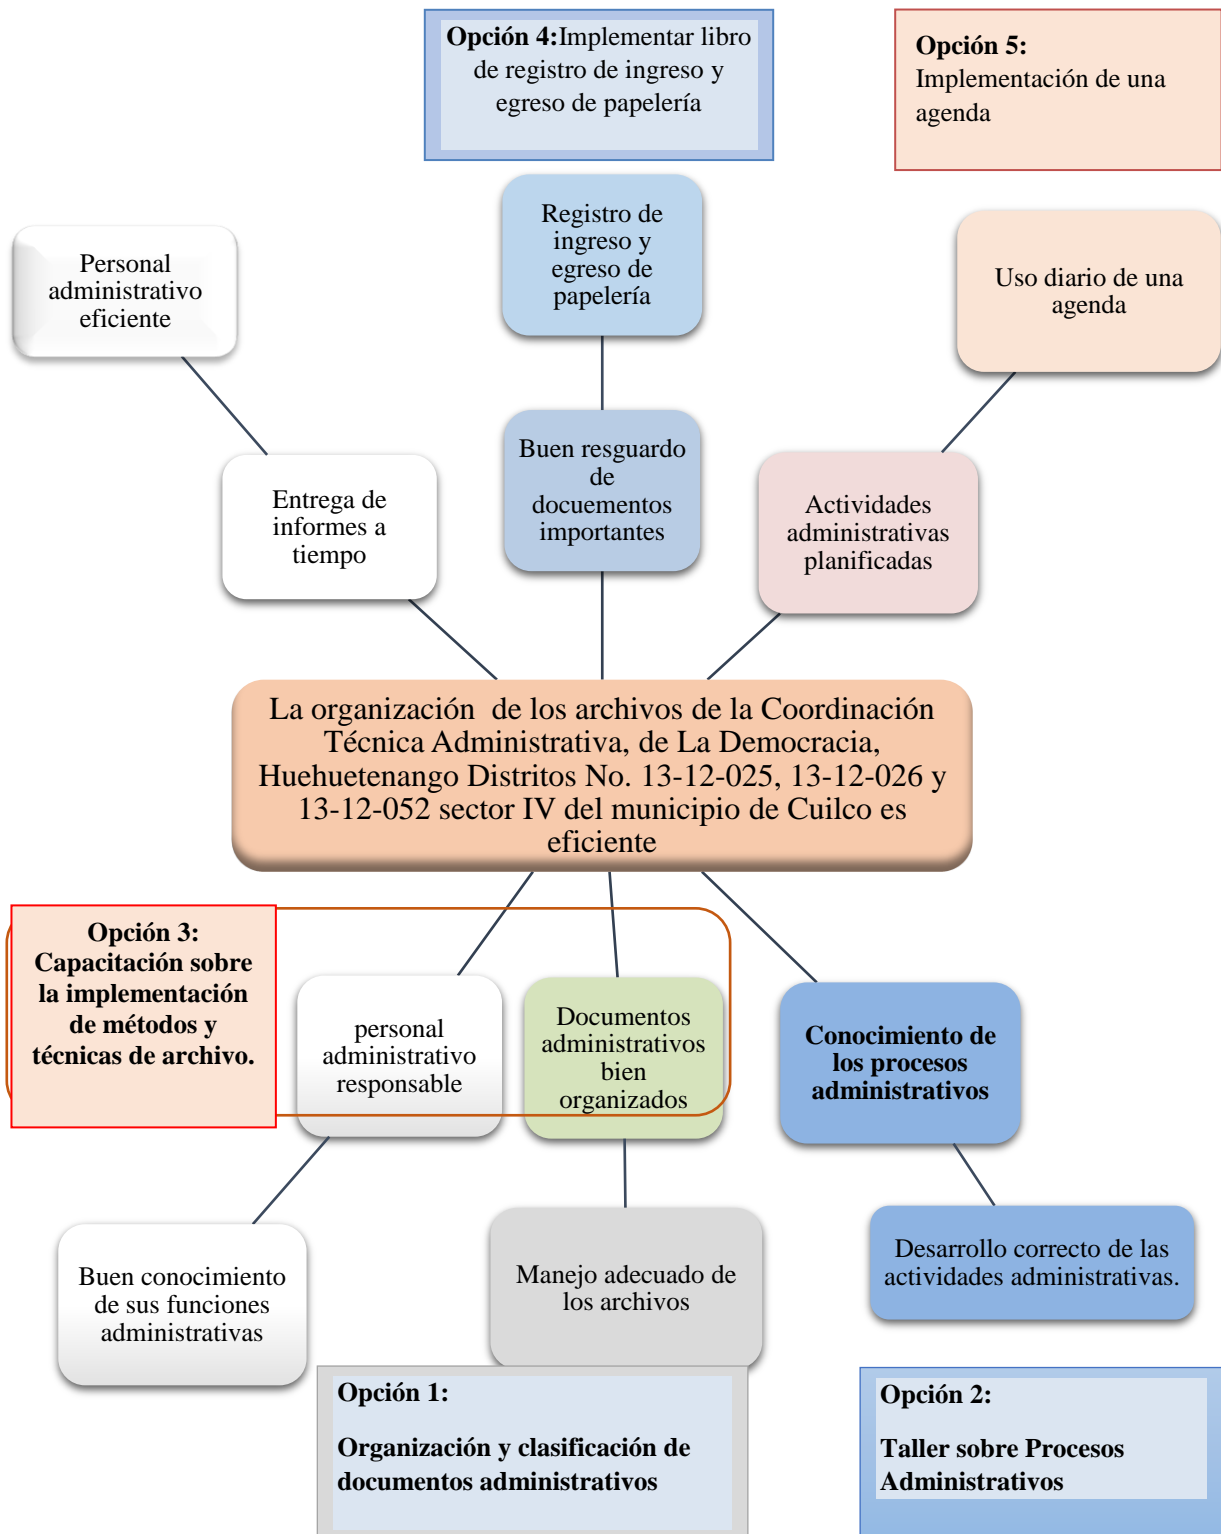 Opción 4:Implementar libro
de registro de ingreso y
egreso de papelería
Opción 5:
Implementación de una
agenda
Registro de
ingreso y
egreso de
papelería
Personal
administrativo
eficiente
Uso diario de una
agenda
Entrega de
informes a
tiempo
Buen resguardo
de
docuementos
importantes
Actividades
administrativas
planificadas
La organización de los archivos de la Coordinación
Técnica Administrativa, de La Democracia,
Huehuetenango Distritos No. 13-12-025, 13-12-026 y
13-12-052 sector IV del municipio de Cuilco es
eficiente
Opción 3:
Capacitación sobre
la implementación
de métodos y
técnicas de archivo.
personal
administrativo
responsable
Documentos
administrativos
bien
organizados
Conocimiento de
los procesos
administrativos
Buen conocimiento
de sus funciones
administrativas
Manejo adecuado de
los archivos
Desarrollo correcto de las
actividades administrativas.
Opción 1:
Organización y clasificación de
documentos administrativos
Opción 2:
Taller sobre Procesos
Administrativos